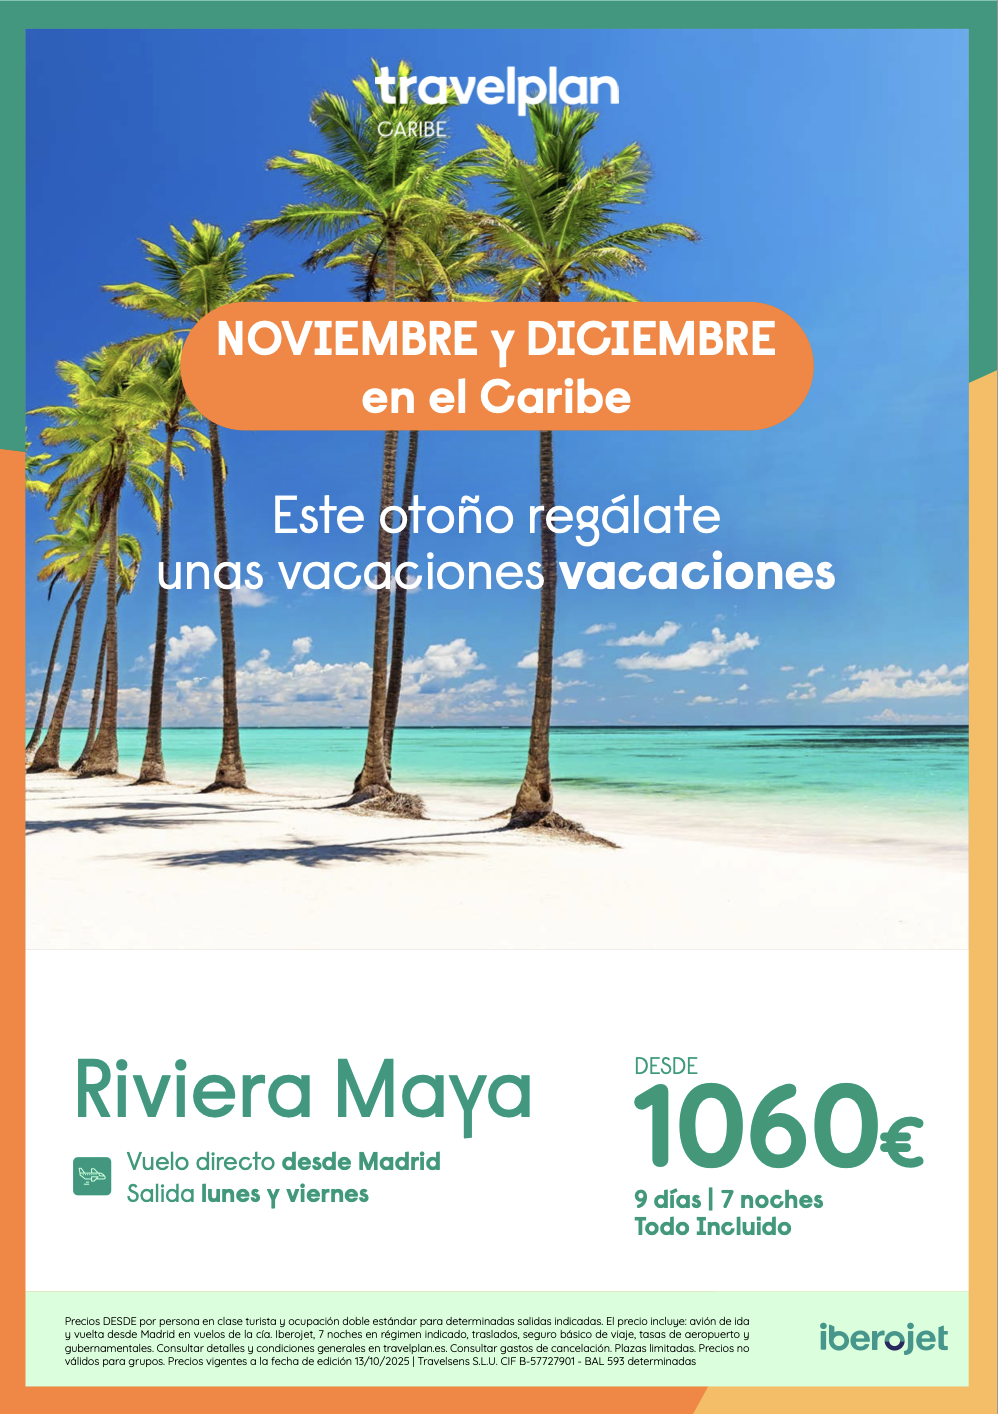 travelplan
CARIBE
NOVIEMBRE y DICIEMBRE
en el Caribe
Este otoño regálate
unas vacaciones vacaciones
Riviera Maya
Vuelo directo desde Madrid
Salida lunes y viernes
DESDE
1060€
9 días | 7 noches
Todo Incluido
Precios DESDE por persona en clase turista y ocupación doble estándar para determinadas salidas indicadas. El precio incluye: avión de ida
y vuelta desde Madrid en vuelos de la cía. Iberojet, 7 noches en régimen indicado, traslados, seguro básico de viaje, tasas de aeropuerto y
gubernamentales. Consultar detalles y condiciones generales en travelplan.es. Consultar gastos de cancelación. Plazas limitadas. Precios no
válidos para grupos. Precios vigentes a la fecha de edición 13/10/2025 | Travelsens S.L.U. CIF B-57727901 - BAL 593 determinadas
iberojet